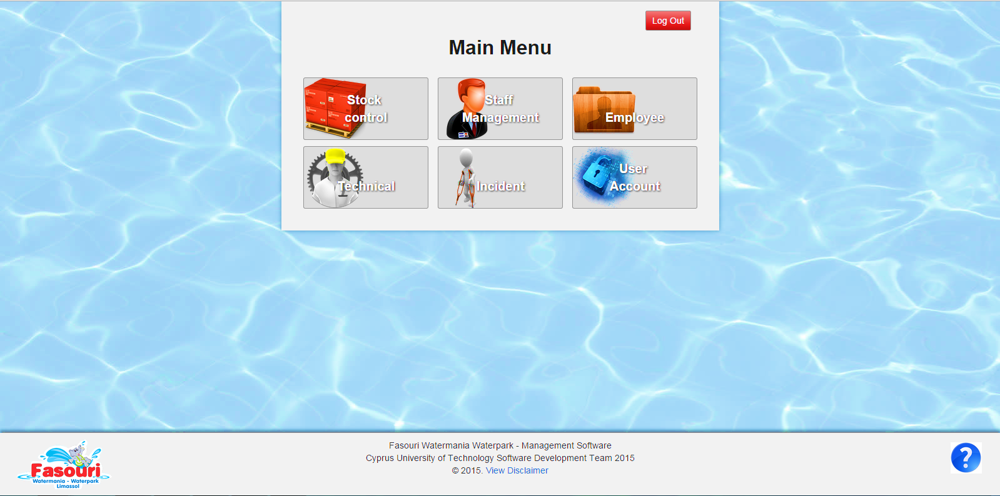 Log Out
Main Menu
Stock
control
Staff
Management
Employee
Technical
Incident
User
Account
Fasouri Watermania Waterpark - Management Software
Cyprus University of Technology Software Development Team 2015
© 2015. View Disclaimer
Fasouri
Watermania - Waterpark
Limassol
?